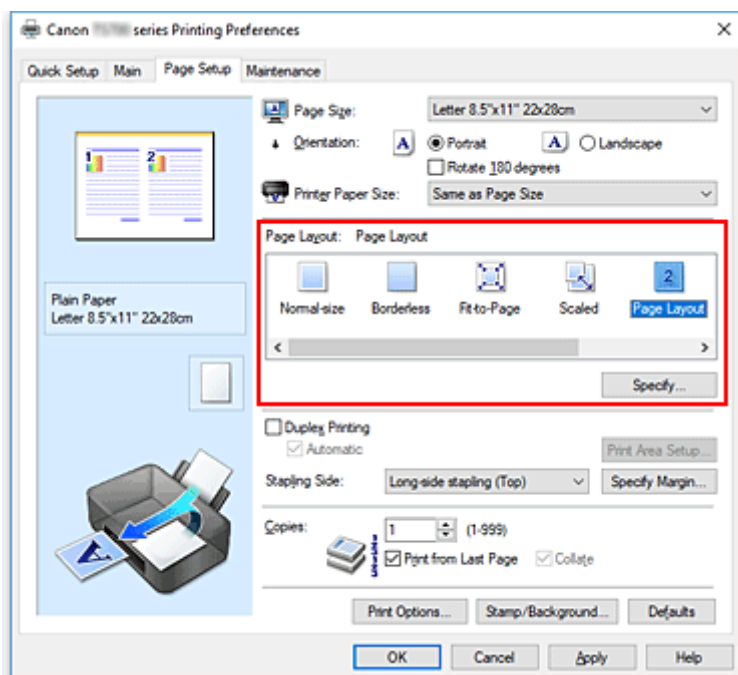 Canon series Printing Preferences
Quick Setup Main Page Setup Maintenance
1 2
Page Size: Letter 8.5"x11" 22x28cm
Orientation: A Portrait A Landscape
Rotate 180 degrees
Printer Paper Size: Same as Page Size
Page Layout: Page Layout
2
Normal-size Borderless Fit-to-Page Scaled Page Layout
Specify...
Plain Paper
Letter 8.5"x11" 22x28cm
Duplex Printing
Automatic Print Area Setup...
Stapling Side: Long-side stapling (Top) Specify Margin...
Copies: 1 (1-999)
Print from Last Page Collate
A
Print Options... Stamp/Background... Defaults
OK Cancel Apply Help